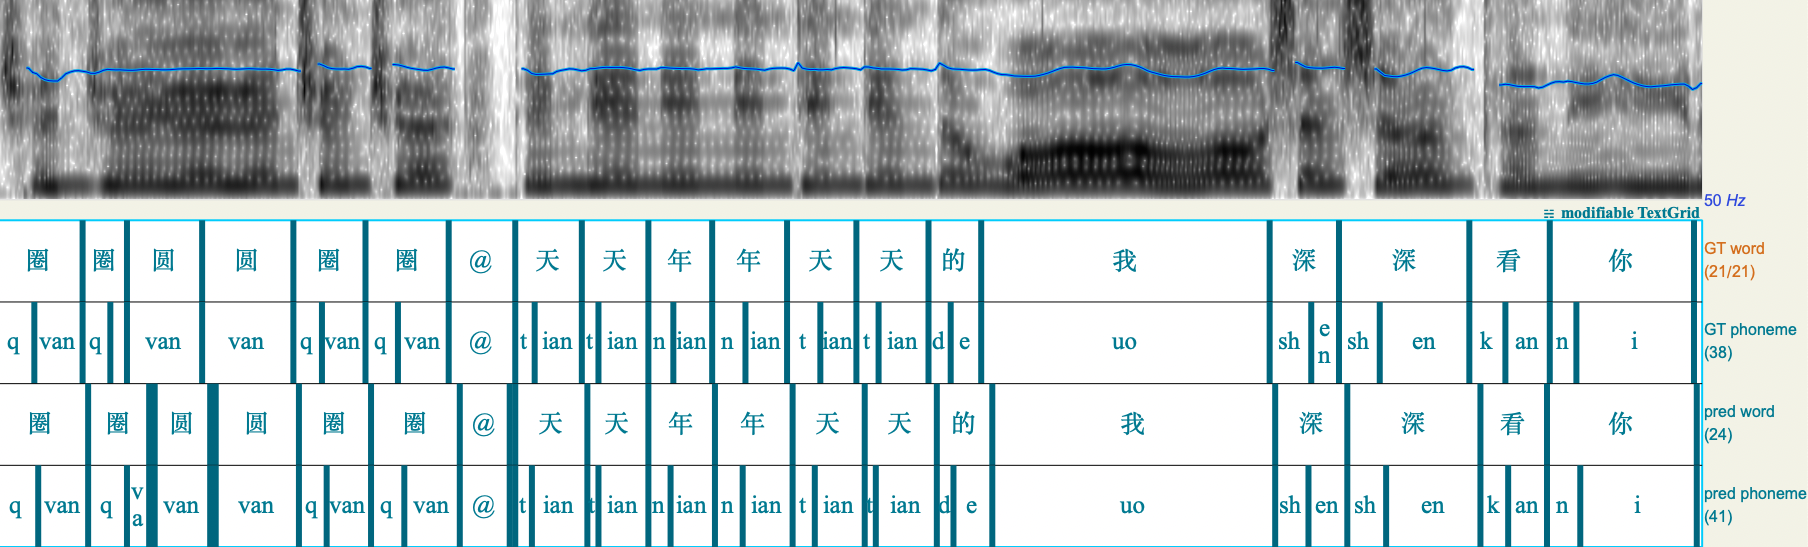 50 Hz
☵ modifiable TextGrid
圈 圈 圆 圆 圈 圈 @ 天 天 年 年 天 天 的 我 深 深 看 你 GT word (21/21)
q van q van van q van q van @ t ian t ian n ian n ian t ian t ian d e uo sh en sh en k an n i GT phoneme (38)
圈 圈 圆 圆 圈 圈 @ 天 天 年 年 天 天 的 我 深 深 看 你 pred word (24)
q van q va van van q van q van @ t ian t ian n ian n ian t ian t ian d e uo sh en sh en k an n i pred phoneme (41)